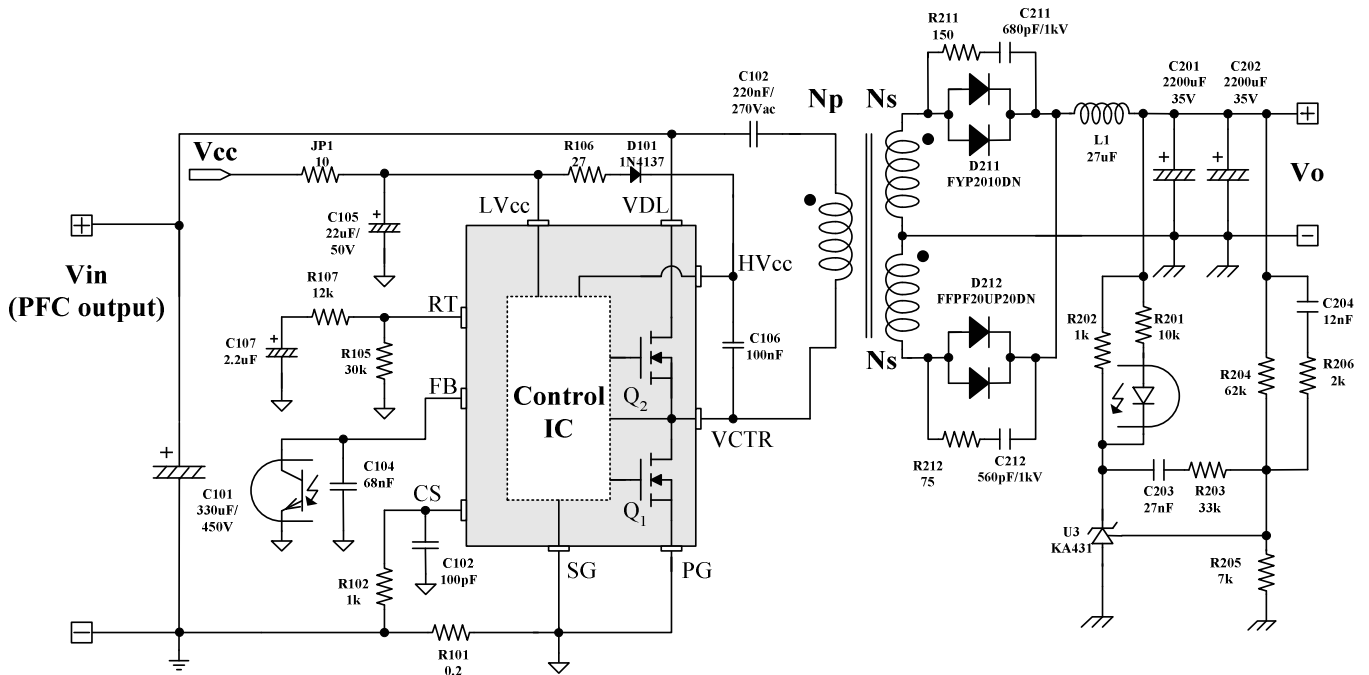 R211
150
C211
680pF/1kV
C102
220nF/
270Vac
Np
Ns
C201
2200uF
35V
C202
2200uF
35V
+
L1
27uF
D211
FYP2010DN
Vo
Vcc
JP1
10
R106
27
D101
1N4137
+
+
LVcc
VDL
+
+
C105
22uF/
50V
−
Vin
(PFC output)
HVcc
R107
12k
D212
FFPF20UP20DN
RT
C204
12nF
R202
1k
R201
10k
+
C107
2.2uF
R105
30k
C106
100nF
Ns
R206
2k
FB
Control
IC
Q2
R204
62k
VCTR
C104
68nF
R212
75
C212
560pF/1kV
+
C101
330uF/
450V
CS
Q1
C203
27nF
R203
33k
U3
KA431
C102
100pF
SG
PG
R102
1k
R205
7k
−
R101
0.2